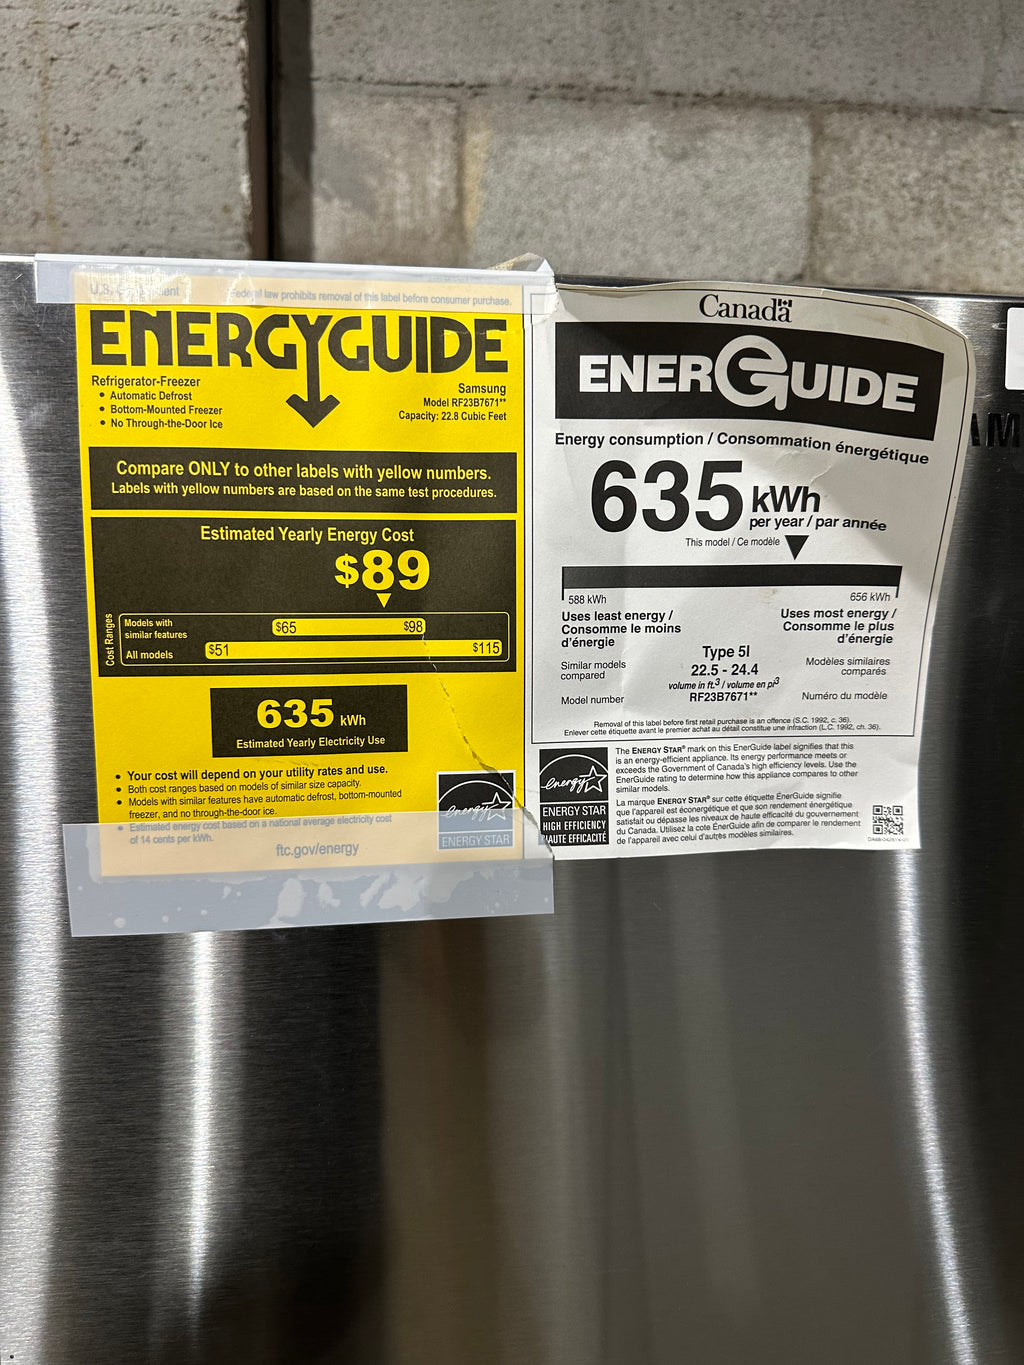 U.S. Government
Federal law prohibits removal of this label before consumer purchase.
ENERGYGUIDE
Refrigerator-Freezer
• Automatic Defrost
• Bottom-Mounted Freezer
• No Through-the-Door Ice
Samsung
Model RF23B7671**
Capacity: 22.8 Cubic Feet
Compare ONLY to other labels with yellow numbers.
Labels with yellow numbers are based on the same test procedures.
Estimated Yearly Energy Cost
$89
Cost Ranges
Models with
similar features
$65
$98
All models
$51
$115
635 kWh
Estimated Yearly Electricity Use
• Your cost will depend on your utility rates and use.
• Both cost ranges based on models of similar size capacity.
• Models with similar features have automatic defrost, bottom-mounted
freezer, and no through-the-door ice.
• Estimated energy cost based on a national average electricity cost
of 14 cents per kWh.
ftc.gov/energy
energy
ENERGY STAR
Canada
ENERGUIDE
Energy consumption / Consommation énergétique
635 kWh
per year / par année
This model / Ce modèle
588 kWh
656 kWh
Uses least energy /
Consomme le moins
d'énergie
Uses most energy /
Consomme le plus
d'énergie
Similar models
compared
Type 5I
22.5 - 24.4
volume in ft.3 / volume en pi3
Modèles similaires
comparés
Model number
RF23B7671**
Numéro du modèle
Removal of this label before first retail purchase is an offence (S.C. 1992, c. 36).
Enlever cette étiquette avant le premier achat au détail constitue une infraction (L.C. 1992, ch. 36).
energy
ENERGY STAR
HIGH EFFICIENCY
HAUTE EFFICACITÉ
The ENERGY STAR® mark on this EnerGuide label signifies that this
is an energy-efficient appliance. Its energy performance meets or
exceeds the Government of Canada's high efficiency levels. Use the
EnerGuide rating to determine how this appliance compares to other
similar models.
La marque ENERGY STAR® sur cette étiquette ÉnerGuide signifie
que l'appareil est éconergétique et que son rendement énergétique
satisfait ou dépasse les niveaux de haute efficacité du gouvernement
du Canada. Utilisez la cote ÉnerGuide afin de comparer le rendement
de l'appareil avec celui d'autres modèles similaires.
AM